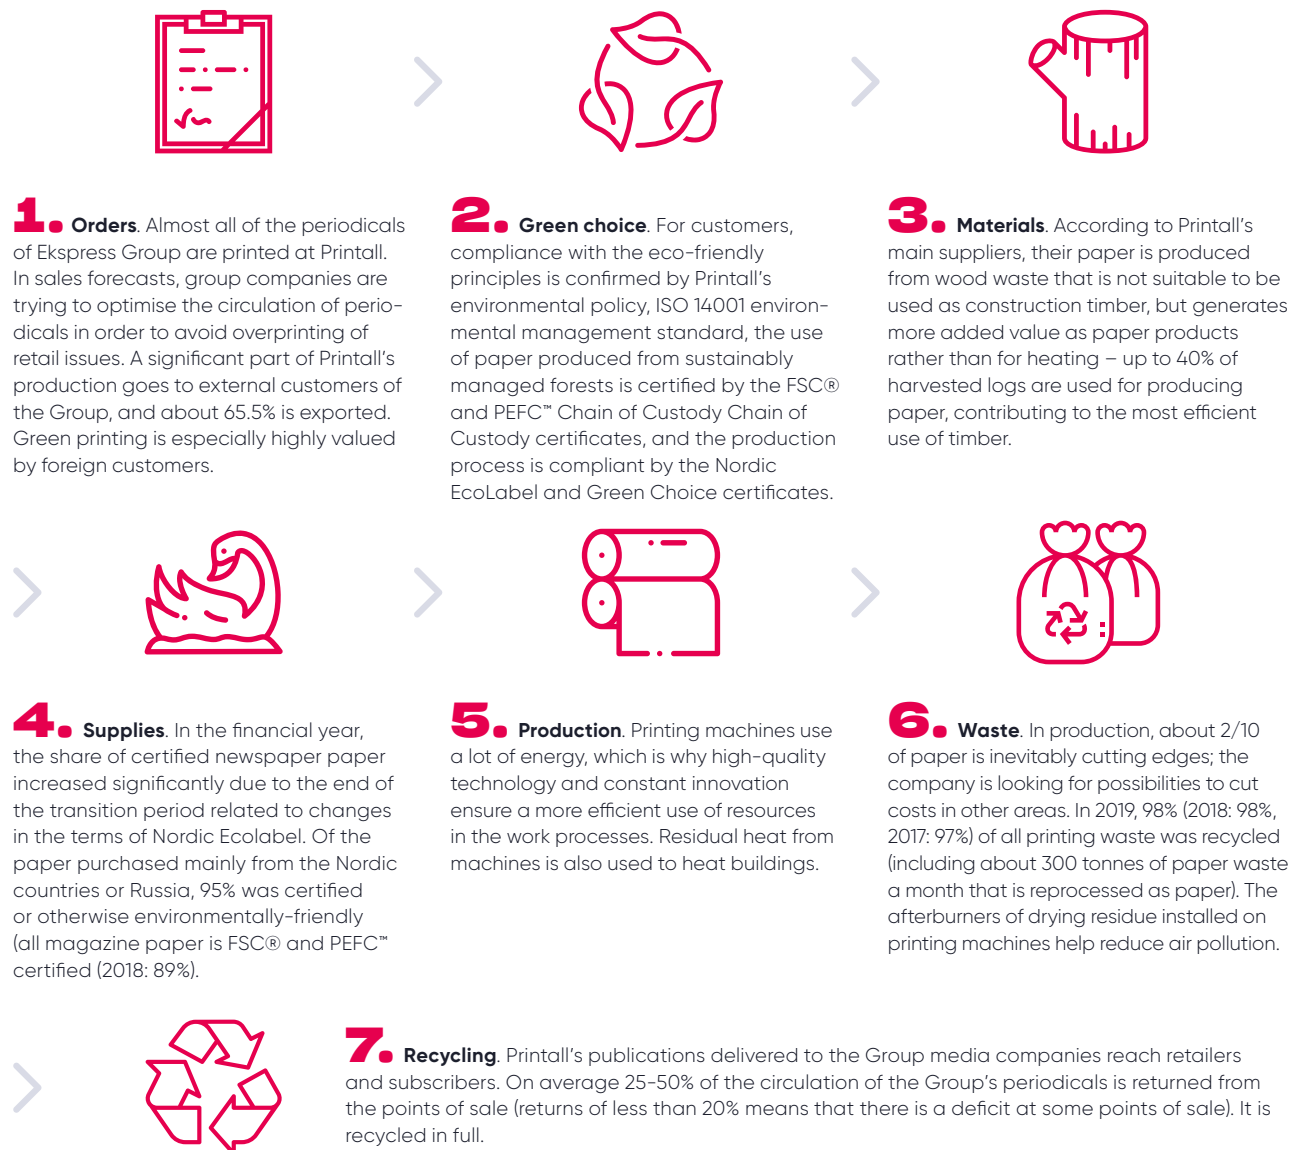 1. Orders. Almost all of the periodicals
of Ekspress Group are printed at Printall.
In sales forecasts, group companies are
trying to optimise the circulation of perio-
dicals in order to avoid overprinting of
retail issues. A significant part of Printall's
production goes to external customers of
the Group, and about 65.5% is exported.
Green printing is especially highly valued
by foreign customers.
2. Green choice. For customers,
compliance with the eco-friendly
principles is confirmed by Printall's
environmental policy, ISO 14001 environ-
mental management standard, the use
of paper produced from sustainably
managed forests is certified by the FSC®
and PEFC™ Chain of Custody Chain of
Custody certificates, and the production
process is compliant by the Nordic
EcoLabel and Green Choice certificates.
3. Materials. According to Printall's
main suppliers, their paper is produced
from wood waste that is not suitable to be
used as construction timber, but generates
more added value as paper products
rather than for heating – up to 40% of
harvested logs are used for producing
paper, contributing to the most efficient
use of timber.
4. Supplies. In the financial year,
the share of certified newspaper paper
increased significantly due to the end of
the transition period related to changes
in the terms of Nordic Ecolabel. Of the
paper purchased mainly from the Nordic
countries or Russia, 95% was certified
or otherwise environmentally-friendly
(all magazine paper is FSC® and PEFC™
certified (2018: 89%).
5. Production. Printing machines use
a lot of energy, which is why high-quality
technology and constant innovation
ensure a more efficient use of resources
in the work processes. Residual heat from
machines is also used to heat buildings.
6. Waste. In production, about 2/10
of paper is inevitably cutting edges; the
company is looking for possibilities to cut
costs in other areas. In 2019, 98% (2018: 98%,
2017: 97%) of all printing waste was recycled
(including about 300 tonnes of paper waste
a month that is reprocessed as paper). The
afterburners of drying residue installed on
printing machines help reduce air pollution.
7. Recycling. Printall's publications delivered to the Group media companies reach retailers
and subscribers. On average 25-50% of the circulation of the Group's periodicals is returned from
the points of sale (returns of less than 20% means that there is a deficit at some points of sale). It is
recycled in full.